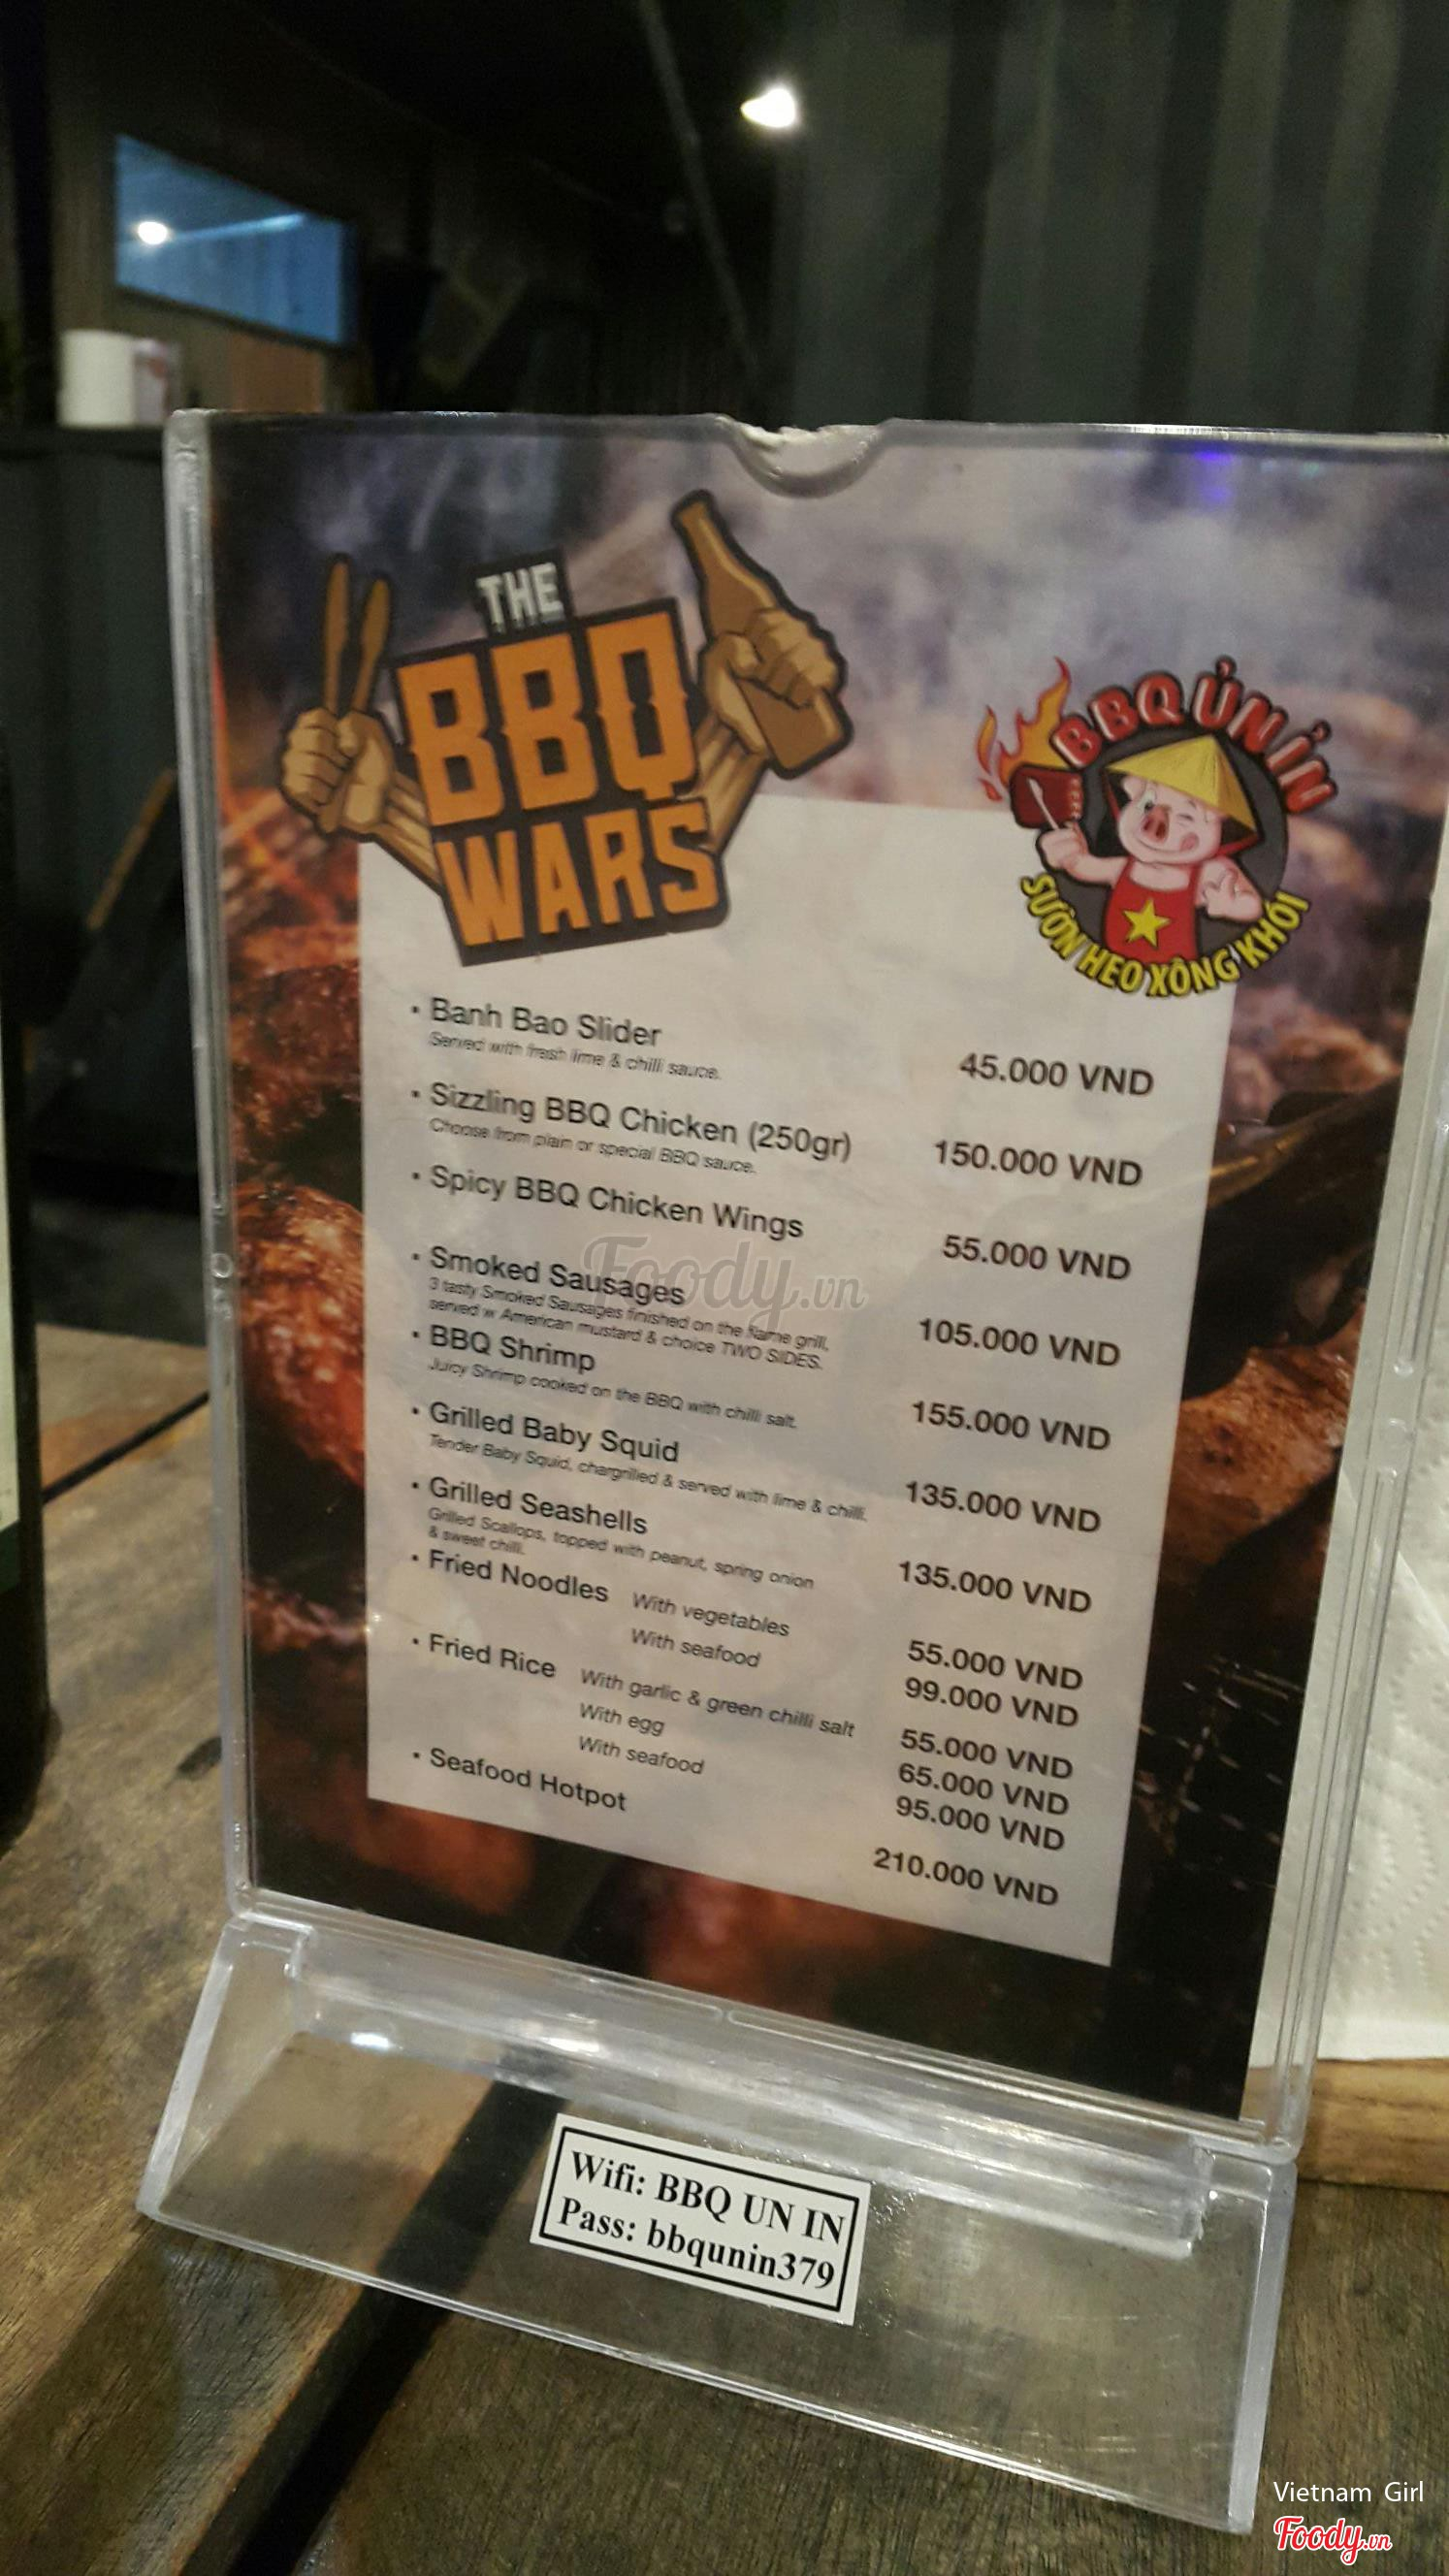 THE
BBQ
WARS
BBQ ỦN ỈN
SƯỜN HEO XÔNG KHÓI
• Banh Bao Slider 45.000 VND
Served with fresh lime & chilli sauce.
• Sizzling BBQ Chicken (250gr) 150.000 VND
Choose from plain or special BBQ sauce.
• Spicy BBQ Chicken Wings 55.000 VND
• Smoked Sausages 105.000 VND
3 tasty Smoked Sausages finished on the flame grill,
served w American mustard & choice TWO SIDES.
• BBQ Shrimp 155.000 VND
Juicy Shrimp cooked on the BBQ with chilli salt.
• Grilled Baby Squid 135.000 VND
Tender Baby Squid, chargrilled & served with lime & chilli.
• Grilled Seashells 135.000 VND
Grilled Scallops, topped with peanut, spring onion
& sweet chilli.
• Fried Noodles With vegetables 55.000 VND
With seafood 99.000 VND
• Fried Rice With garlic & green chilli salt 55.000 VND
With egg 65.000 VND
With seafood 95.000 VND
• Seafood Hotpot 210.000 VND
Foody.vn
Wifi: BBQ UN IN
Pass: bbqunin379
Vietnam Girl
Foody.vn